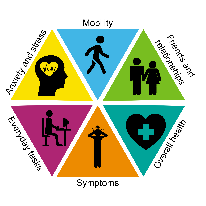 Mobility
Anxiety and stress
Friends and
relationships
Everyday tasks
Overall health
Symptoms